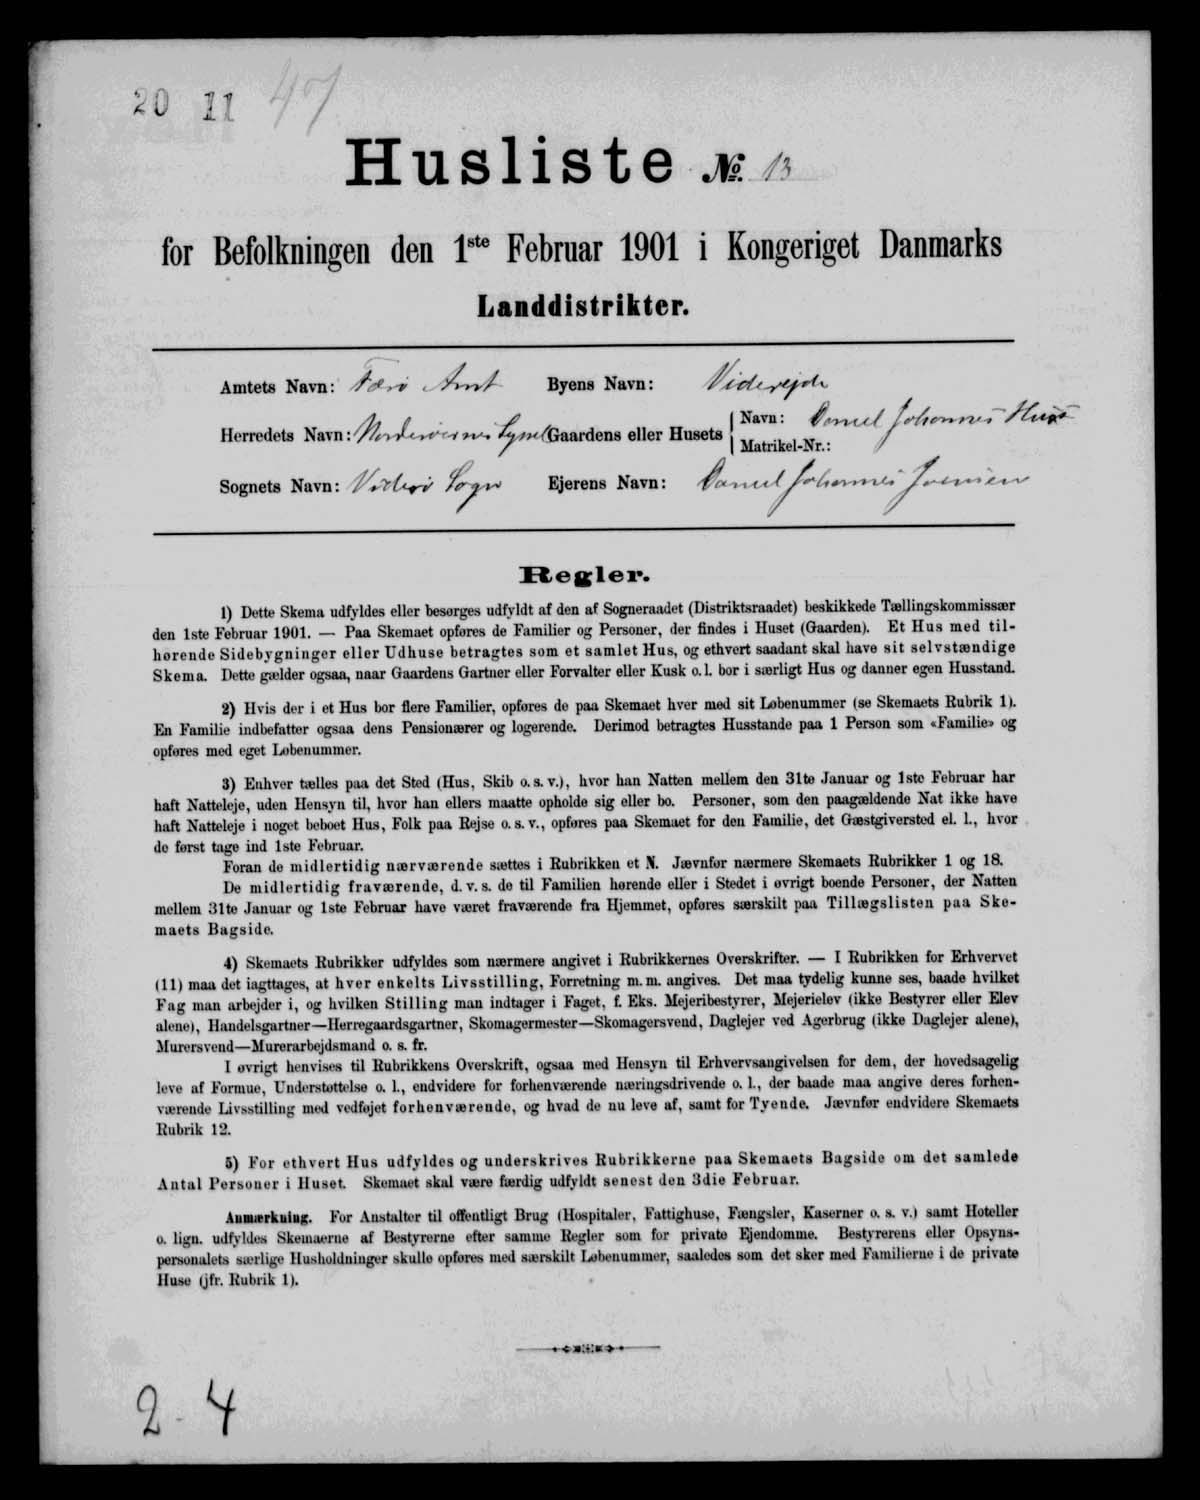 20 11 47
Husliste No. 13
for Befolkningen den 1ste Februar 1901 i Kongeriget Danmarks
Landdistrikter.
Amtets Navn: Færø Amt Byens Navn: Viderejde
Herredets Navn: Norderøernes Syssel Gaardens eller Husets Navn: Daniel Johannes Huus
Matrikel-Nr.:
Sognets Navn: Viderø Sogn Ejerens Navn: Daniel Johannes Joensen
Regler.
1) Dette Skema udfyldes eller besørges udfyldt af den af Sogneraadet (Distriktsraadet) beskikkede Tællingskommissær
den 1ste Februar 1901. — Paa Skemaet opføres de Familier og Personer, der findes i Huset (Gaarden). Et Hus med til-
hørende Sidebygninger eller Udhuse betragtes som et samlet Hus, og ethvert saadant skal have sit selvstændige
Skema. Dette gælder ogsaa, naar Gaardens Gartner eller Forvalter eller Kusk o. l. bor i særligt Hus og danner egen Husstand.
2) Hvis der i et Hus bor flere Familier, opføres de paa Skemaet hver med sit Løbenummer (se Skemaets Rubrik 1).
En Familie indbefatter ogsaa dens Pensionærer og logerende. Derimod betragtes Husstande paa 1 Person som «Familie» og
opføres med eget Løbenummer.
3) Enhver tælles paa det Sted (Hus, Skib o. s. v.), hvor han Natten mellem den 31te Januar og 1ste Februar har
haft Natteleje, uden Hensyn til, hvor han ellers maatte opholde sig eller bo. Personer, som den paagældende Nat ikke have
haft Natteleje i noget beboet Hus, Folk paa Rejse o. s. v., opføres paa Skemaet for den Familie, det Gæstgiversted el. l., hvor
de først tage ind 1ste Februar.
Foran de midlertidig nærværende sættes i Rubrikken et N. Jævnfør nærmere Skemaets Rubrikker 1 og 18.
De midlertidig fraværende, d. v. s. de til Familien hørende eller i Stedet i øvrigt boende Personer, der Natten
mellem 31te Januar og 1ste Februar have været fraværende fra Hjemmet, opføres særskilt paa Tillægslisten paa Ske-
maets Bagside.
4) Skemaets Rubrikker udfyldes som nærmere angivet i Rubrikkernes Overskrifter. — I Rubrikken for Erhvervet
(11) maa det iagttages, at hver enkelts Livsstilling, Forretning m. m. angives. Det maa tydelig kunne ses, baade hvilket
Fag man arbejder i, og hvilken Stilling man indtager i Faget, f. Eks. Mejeribestyrer, Mejerielev (ikke Bestyrer eller Elev
alene), Handelsgartner—Herregaardsgartner, Skomagermester—Skomagersvend, Daglejer ved Agerbrug (ikke Daglejer alene),
Murersvend—Murerarbejdsmand o. s. fr.
I øvrigt henvises til Rubrikkens Overskrift, ogsaa med Hensyn til Erhvervsangivelsen for dem, der hovedsagelig
leve af Formue, Understøttelse o. l., endvidere for forhenværende næringsdrivende o. l., der baade maa angive deres forhen-
værende Livsstilling med vedføjet forhenværende, og hvad de nu leve af, samt for Tyende. Jævnfør endvidere Skemaets
Rubrik 12.
5) For ethvert Hus udfyldes og underskrives Rubrikkerne paa Skemaets Bagside om det samlede
Antal Personer i Huset. Skemaet skal være færdig udfyldt senest den 3die Februar.
Anmærkning. For Anstalter til offentligt Brug (Hospitaler, Fattighuse, Fængsler, Kaserner o. s. v.) samt Hoteller
o. lign. udfyldes Skemaerne af Bestyrerne efter samme Regler som for private Ejendomme. Bestyrerens eller Opsyns-
personalets særlige Husholdninger skulle opføres med særskilt Løbenummer, saaledes som det sker med Familierne i de private
Huse (jfr. Rubrik 1).
2 - 4